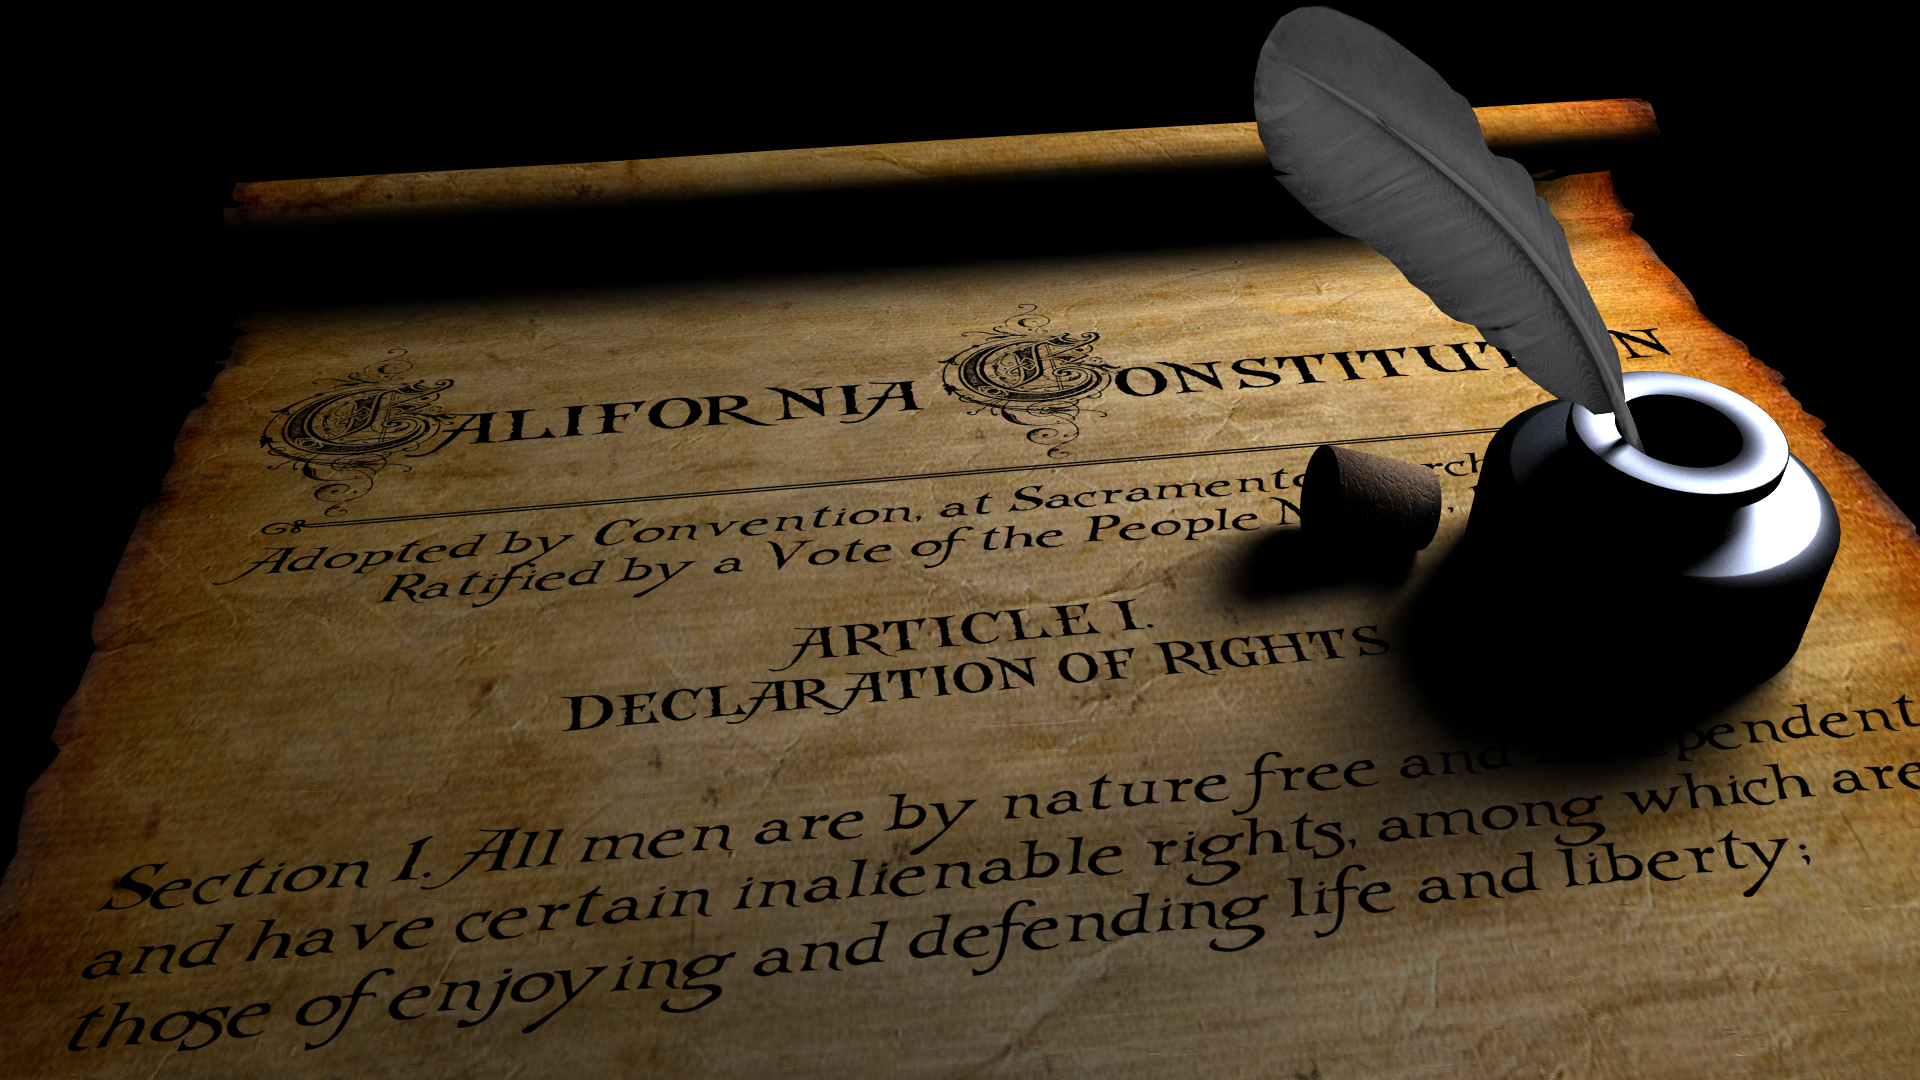 California Constitution
Adopted by Convention, at Sacramento
Ratified by a Vote of the People
ARTICLE I.
DECLARATION OF RIGHTS
Section 1. All men are by nature free and independent
and have certain inalienable rights, among which are
those of enjoying and defending life and liberty;